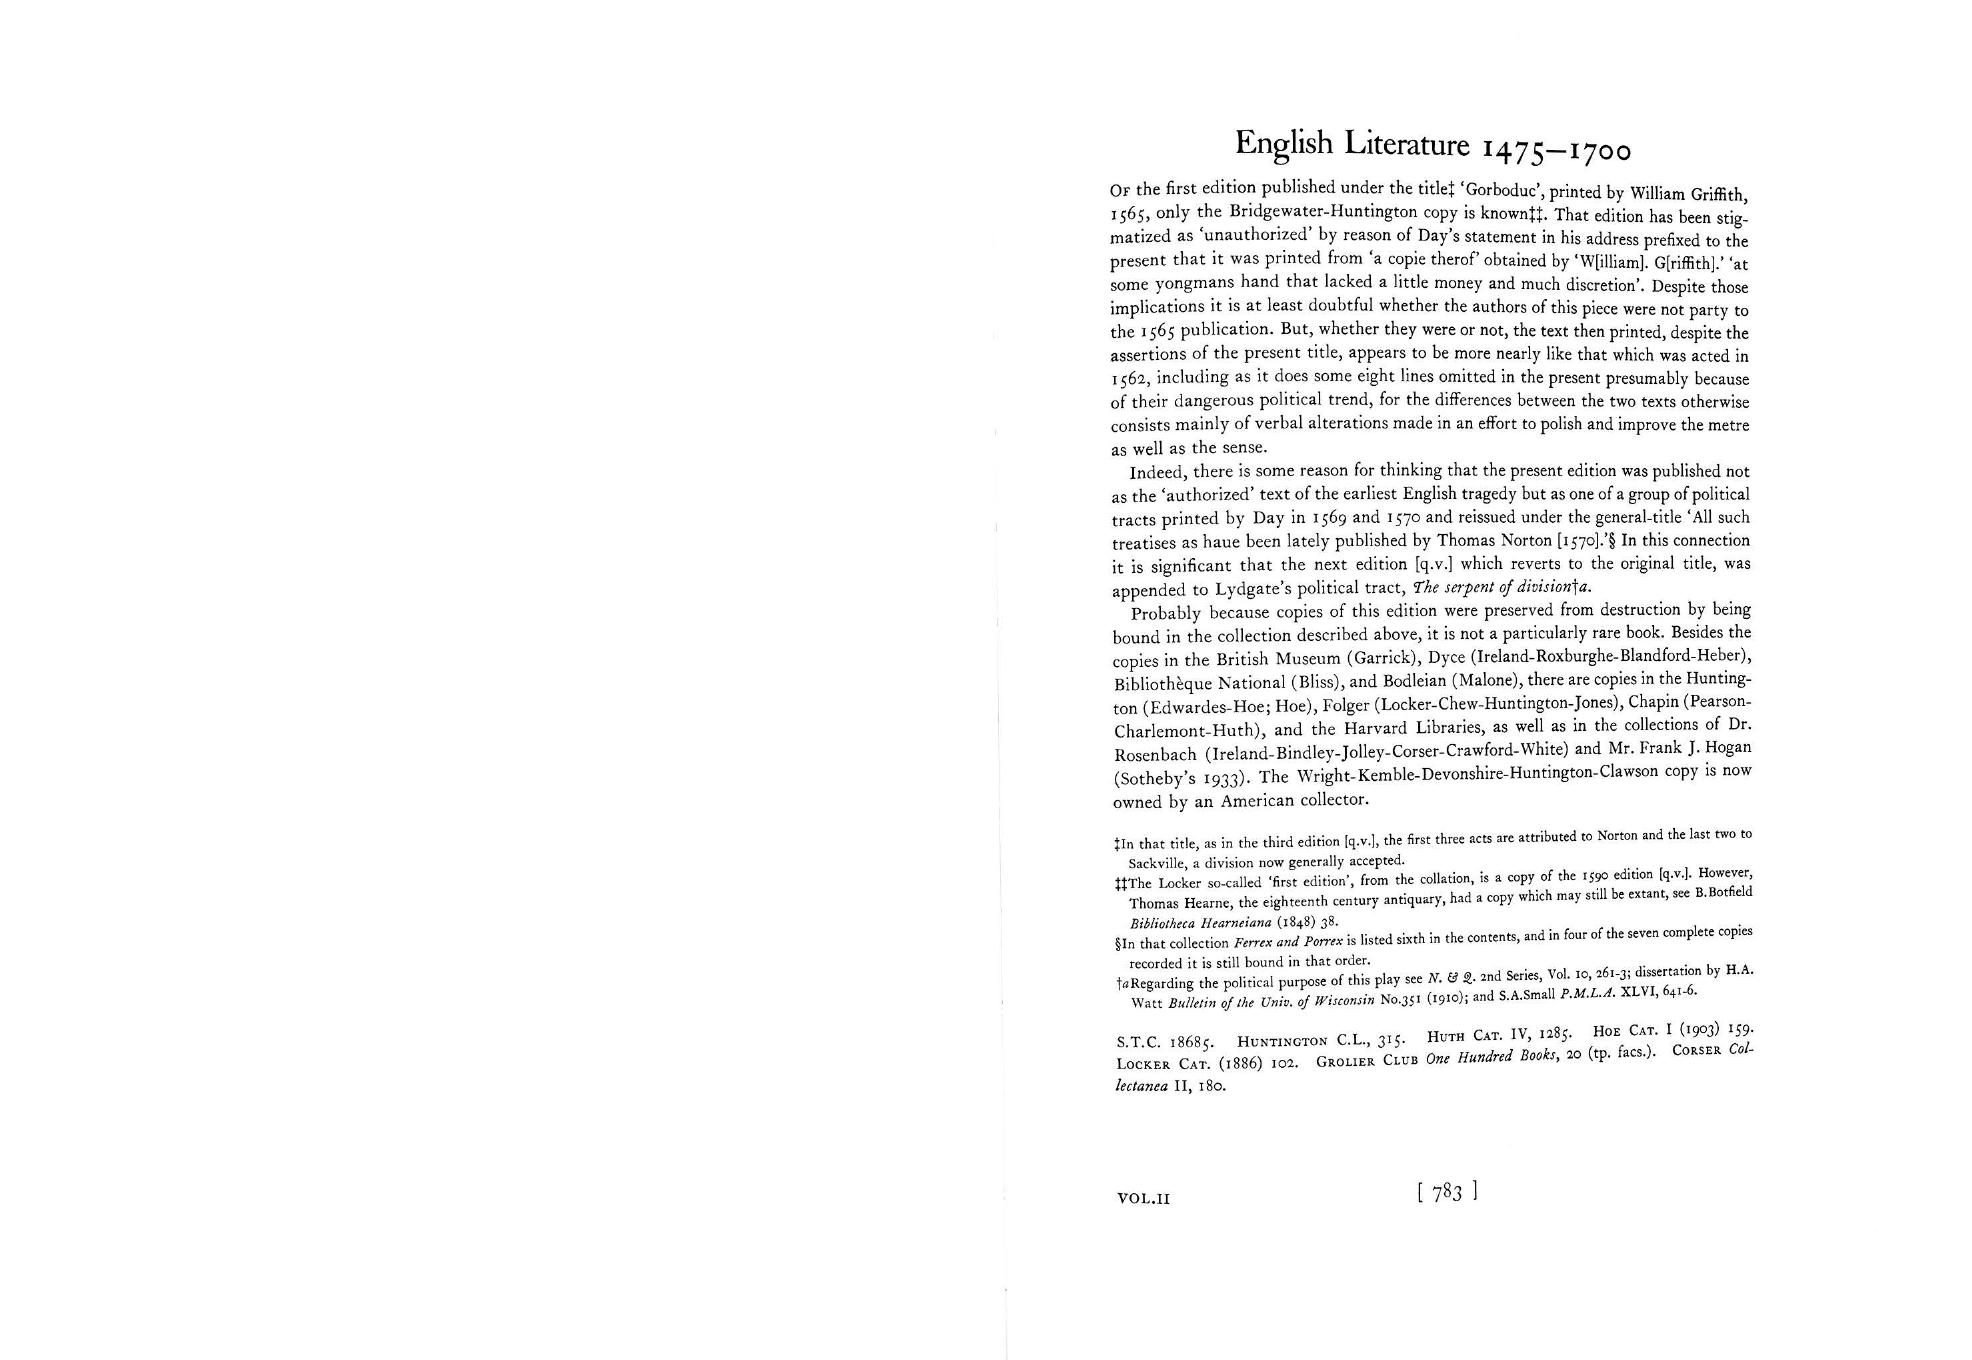 English Literature 1475–1700
Of the first edition published under the title‡ ‘Gorboduc’, printed by William Griffith,
1565, only the Bridgewater-Huntington copy is known‡‡. That edition has been stig-
matized as ‘unauthorized’ by reason of Day’s statement in his address prefixed to the
present that it was printed from ‘a copie therof’ obtained by ‘W[illiam]. G[riffith].’ ‘at
some yongmans hand that lacked a little money and much discretion’. Despite those
implications it is at least doubtful whether the authors of this piece were not party to
the 1565 publication. But, whether they were or not, the text then printed, despite the
assertions of the present title, appears to be more nearly like that which was acted in
1562, including as it does some eight lines omitted in the present presumably because
of their dangerous political trend, for the differences between the two texts otherwise
consists mainly of verbal alterations made in an effort to polish and improve the metre
as well as the sense.
Indeed, there is some reason for thinking that the present edition was published not
as the ‘authorized’ text of the earliest English tragedy but as one of a group of political
tracts printed by Day in 1569 and 1570 and reissued under the general-title ‘All such
treatises as haue been lately published by Thomas Norton [1570].’§ In this connection
it is significant that the next edition [q.v.] which reverts to the original title, was
appended to Lydgate’s political tract, The serpent of division†a.
Probably because copies of this edition were preserved from destruction by being
bound in the collection described above, it is not a particularly rare book. Besides the
copies in the British Museum (Garrick), Dyce (Ireland-Roxburghe-Blandford-Heber),
Bibliothèque National (Bliss), and Bodleian (Malone), there are copies in the Hunting-
ton (Edwardes-Hoe; Hoe), Folger (Locker-Chew-Huntington-Jones), Chapin (Pearson-
Charlemont-Huth), and the Harvard Libraries, as well as in the collections of Dr.
Rosenbach (Ireland-Bindley-Jolley-Corser-Crawford-White) and Mr. Frank J. Hogan
(Sotheby’s 1933). The Wright-Kemble-Devonshire-Huntington-Clawson copy is now
owned by an American collector.
‡In that title, as in the third edition [q.v.], the first three acts are attributed to Norton and the last two to
Sackville, a division now generally accepted.
‡‡The Locker so-called ‘first edition’, from the collation, is a copy of the 1590 edition [q.v.]. However,
Thomas Hearne, the eighteenth century antiquary, had a copy which may still be extant, see B.Botfield
Bibliotheca Hearneiana (1848) 38.
§In that collection Ferrex and Porrex is listed sixth in the contents, and in four of the seven complete copies
recorded it is still bound in that order.
†aRegarding the political purpose of this play see N. & Q. 2nd Series, Vol. 10, 261-3; dissertation by H.A.
Watt Bulletin of the Univ. of Wisconsin No.351 (1910); and S.A.Small P.M.L.A. XLVI, 641-6.
S.T.C. 18685. Huntington C.L., 315. Huth Cat. IV, 1285. Hoe Cat. I (1903) 159.
Locker Cat. (1886) 102. Grolier Club One Hundred Books, 20 (tp. facs.). Corser Col-
lectanea II, 180.
VOL.II [ 783 ]